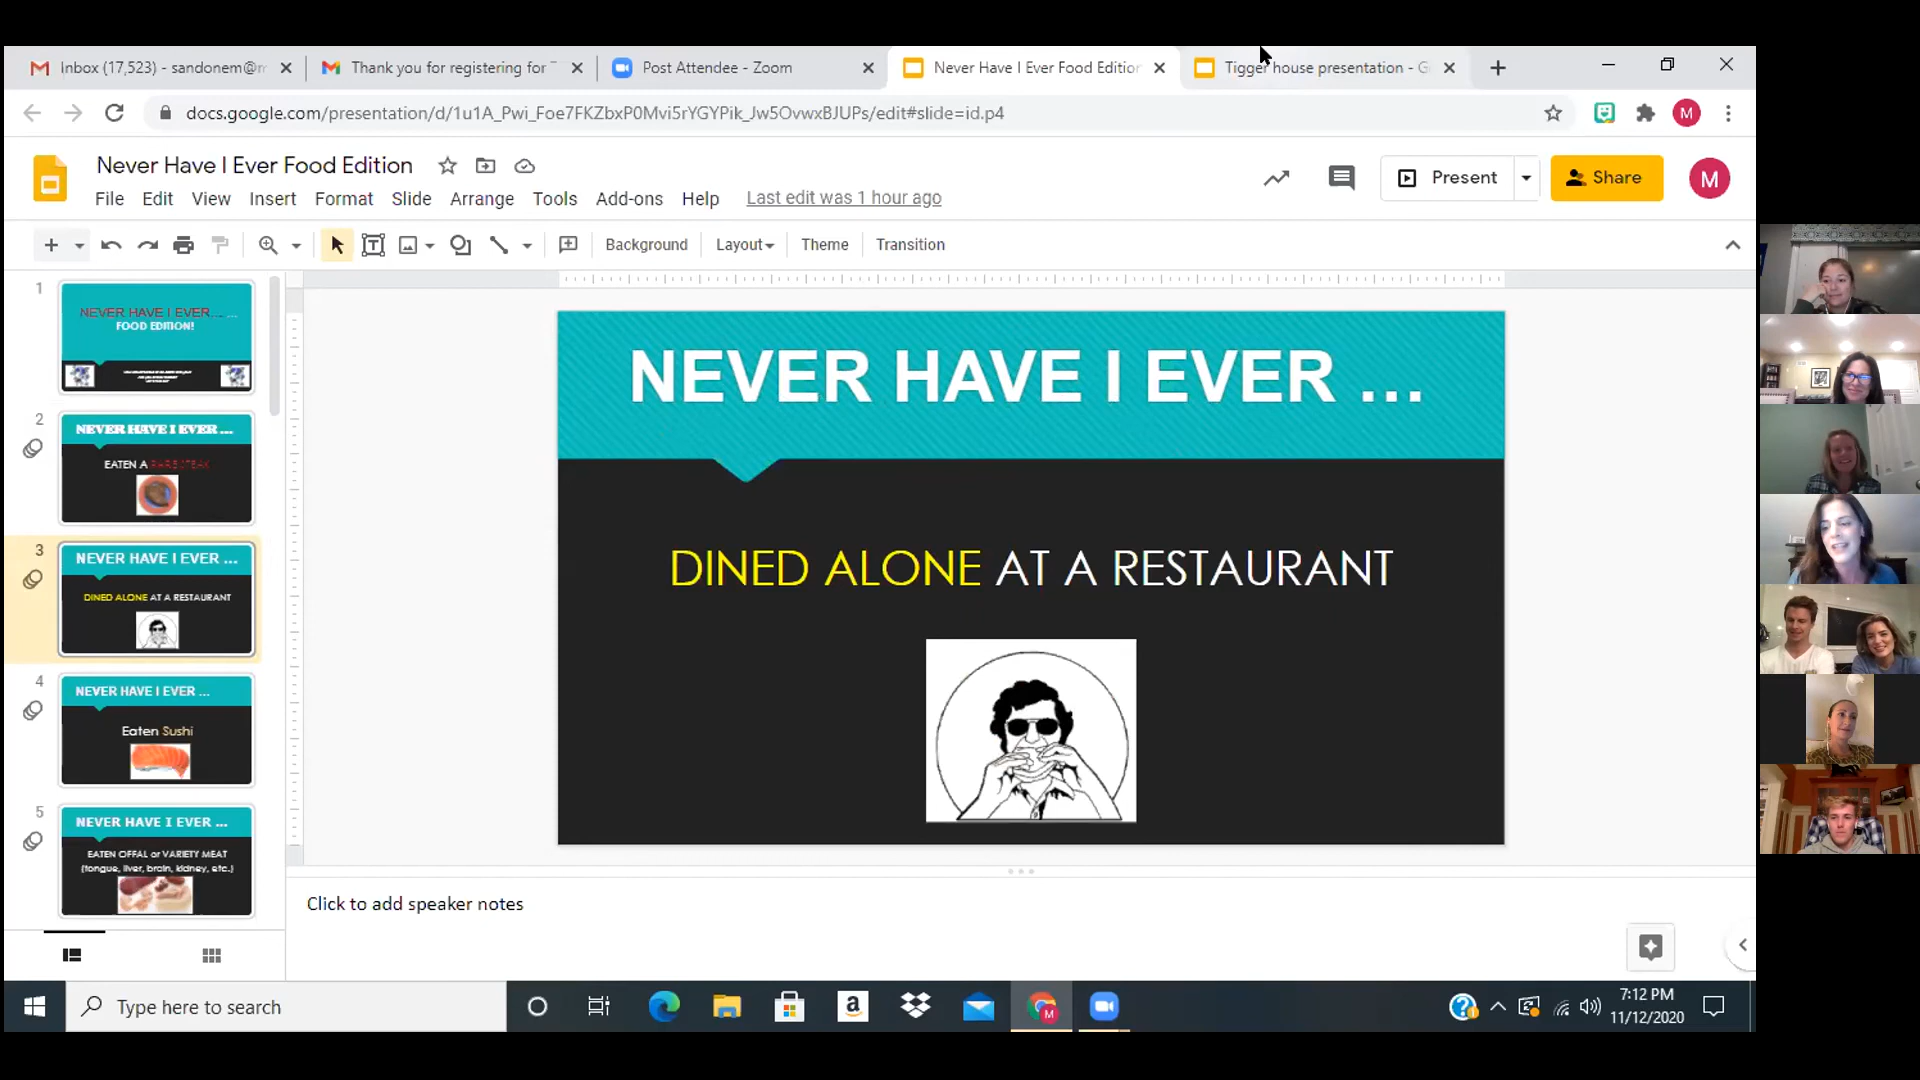 Inbox (17,523) - sandonem@m
Thank you for registering for
Post Attendee - Zoom
Never Have I Ever Food Edition
Tigger house presentation - G
docs.google.com/presentation/d/1u1A_Pwi_Foe7FKZbxP0Mvi5rYGYPik_Jw5OvwxBJUPs/edit#slide=id.p4
M
Never Have I Ever Food Edition
Present
Share
M
File Edit View Insert Format Slide Arrange Tools Add-ons Help Last edit was 1 hour ago
Background Layout Theme Transition
1
NEVER HAVE I EVER... ...
FOOD EDITION!
2
NEVER HAVE I EVER ...
EATEN A
3
NEVER HAVE I EVER ...
DINED ALONE AT A RESTAURANT
4
NEVER HAVE I EVER ...
Eaten Sushi
5
NEVER HAVE I EVER ...
EATEN OFFAL or VARIETY MEAT
(tongue, liver, brain, kidney, etc.)
NEVER HAVE I EVER ...
DINED ALONE AT A RESTAURANT
Click to add speaker notes
Type here to search
a
M
7:12 PM
11/12/2020